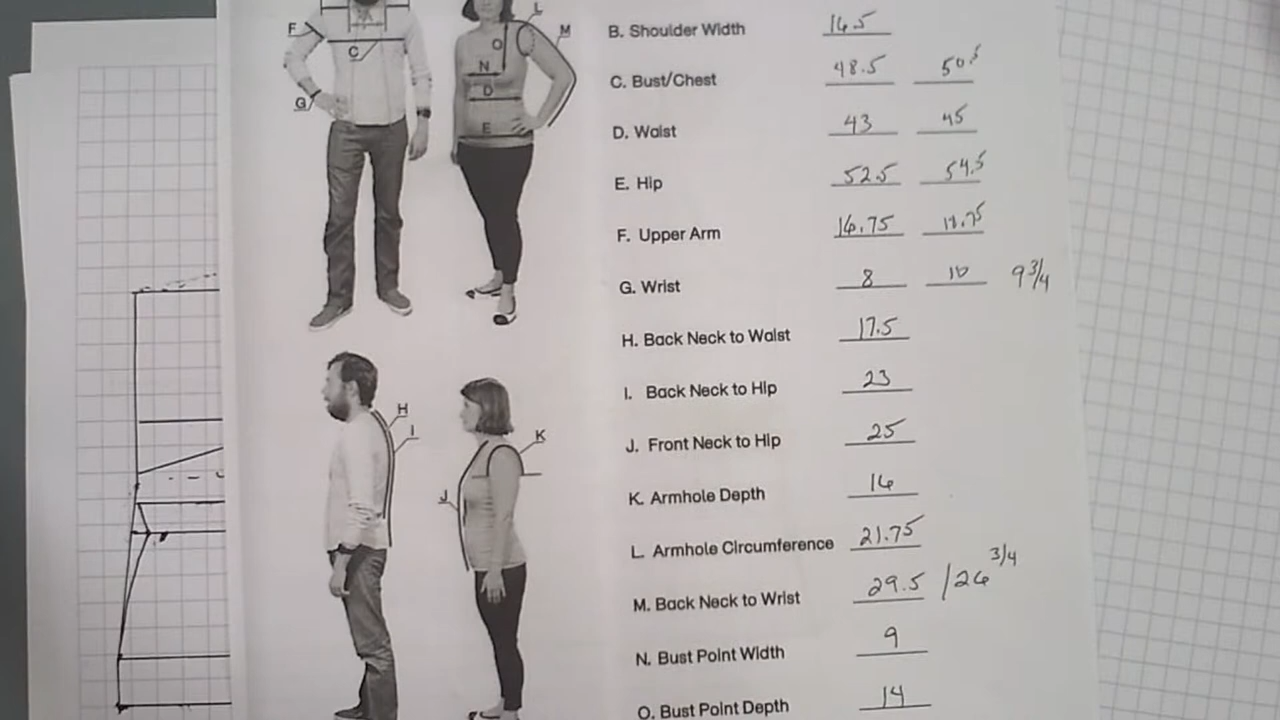 F
C
G
L
M
O
N
D
E
B. Shoulder Width 16.5
C. Bust/Chest 48.5 50.5
D. Waist 43 45
E. Hip 52.5 54.5
F. Upper Arm 16.75 18.75
G. Wrist 8 10 9 3/4
H. Back Neck to Waist 17.5
I. Back Neck to Hip 23
J. Front Neck to Hip 25
K. Armhole Depth 16
L. Armhole Circumference 21.75
M. Back Neck to Wrist 29.5 / 26 3/4
N. Bust Point Width 9
O. Bust Point Depth 14
H
I
K
J